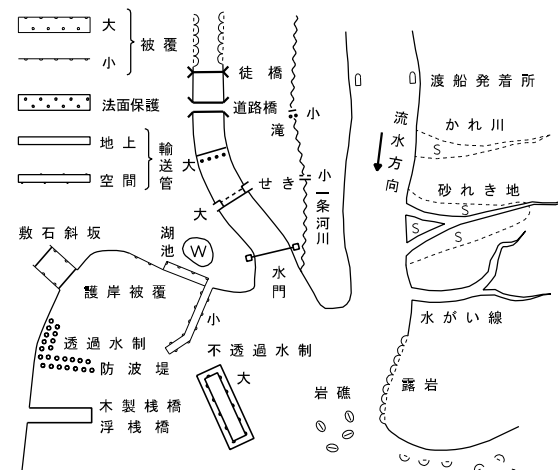 大
被覆
小
法面保護
地上
輸送管
空間
徒橋
道路橋
小
滝
大
せき
小
大
一条河川
渡船発着所
流水方向
かれ川
S
砂れき地
S
S
S
敷石斜坂
湖池
W
水門
護岸被覆
小
水がい線
透過水制
不透過水制
防波堤
大
木製桟橋
浮桟橋
岩礁
露岩